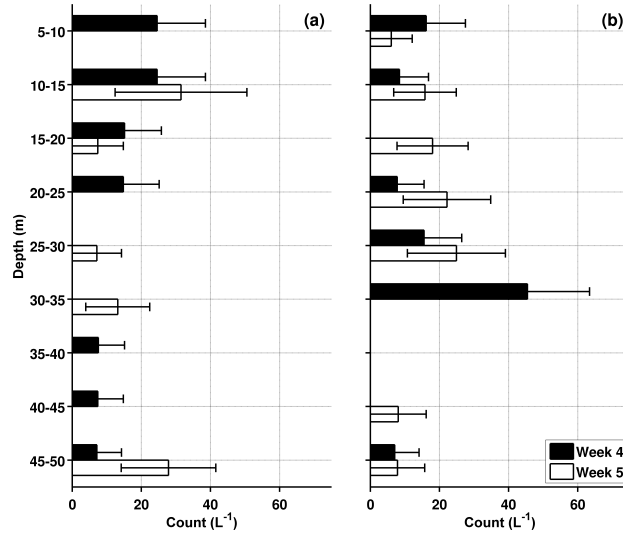 (a)
(b)
Depth (m)
5-10
10-15
15-20
20-25
25-30
30-35
35-40
40-45
45-50
Week 4
Week 5
0 20 40 60
0 20 40 60
Count (L⁻¹)
Count (L⁻¹)